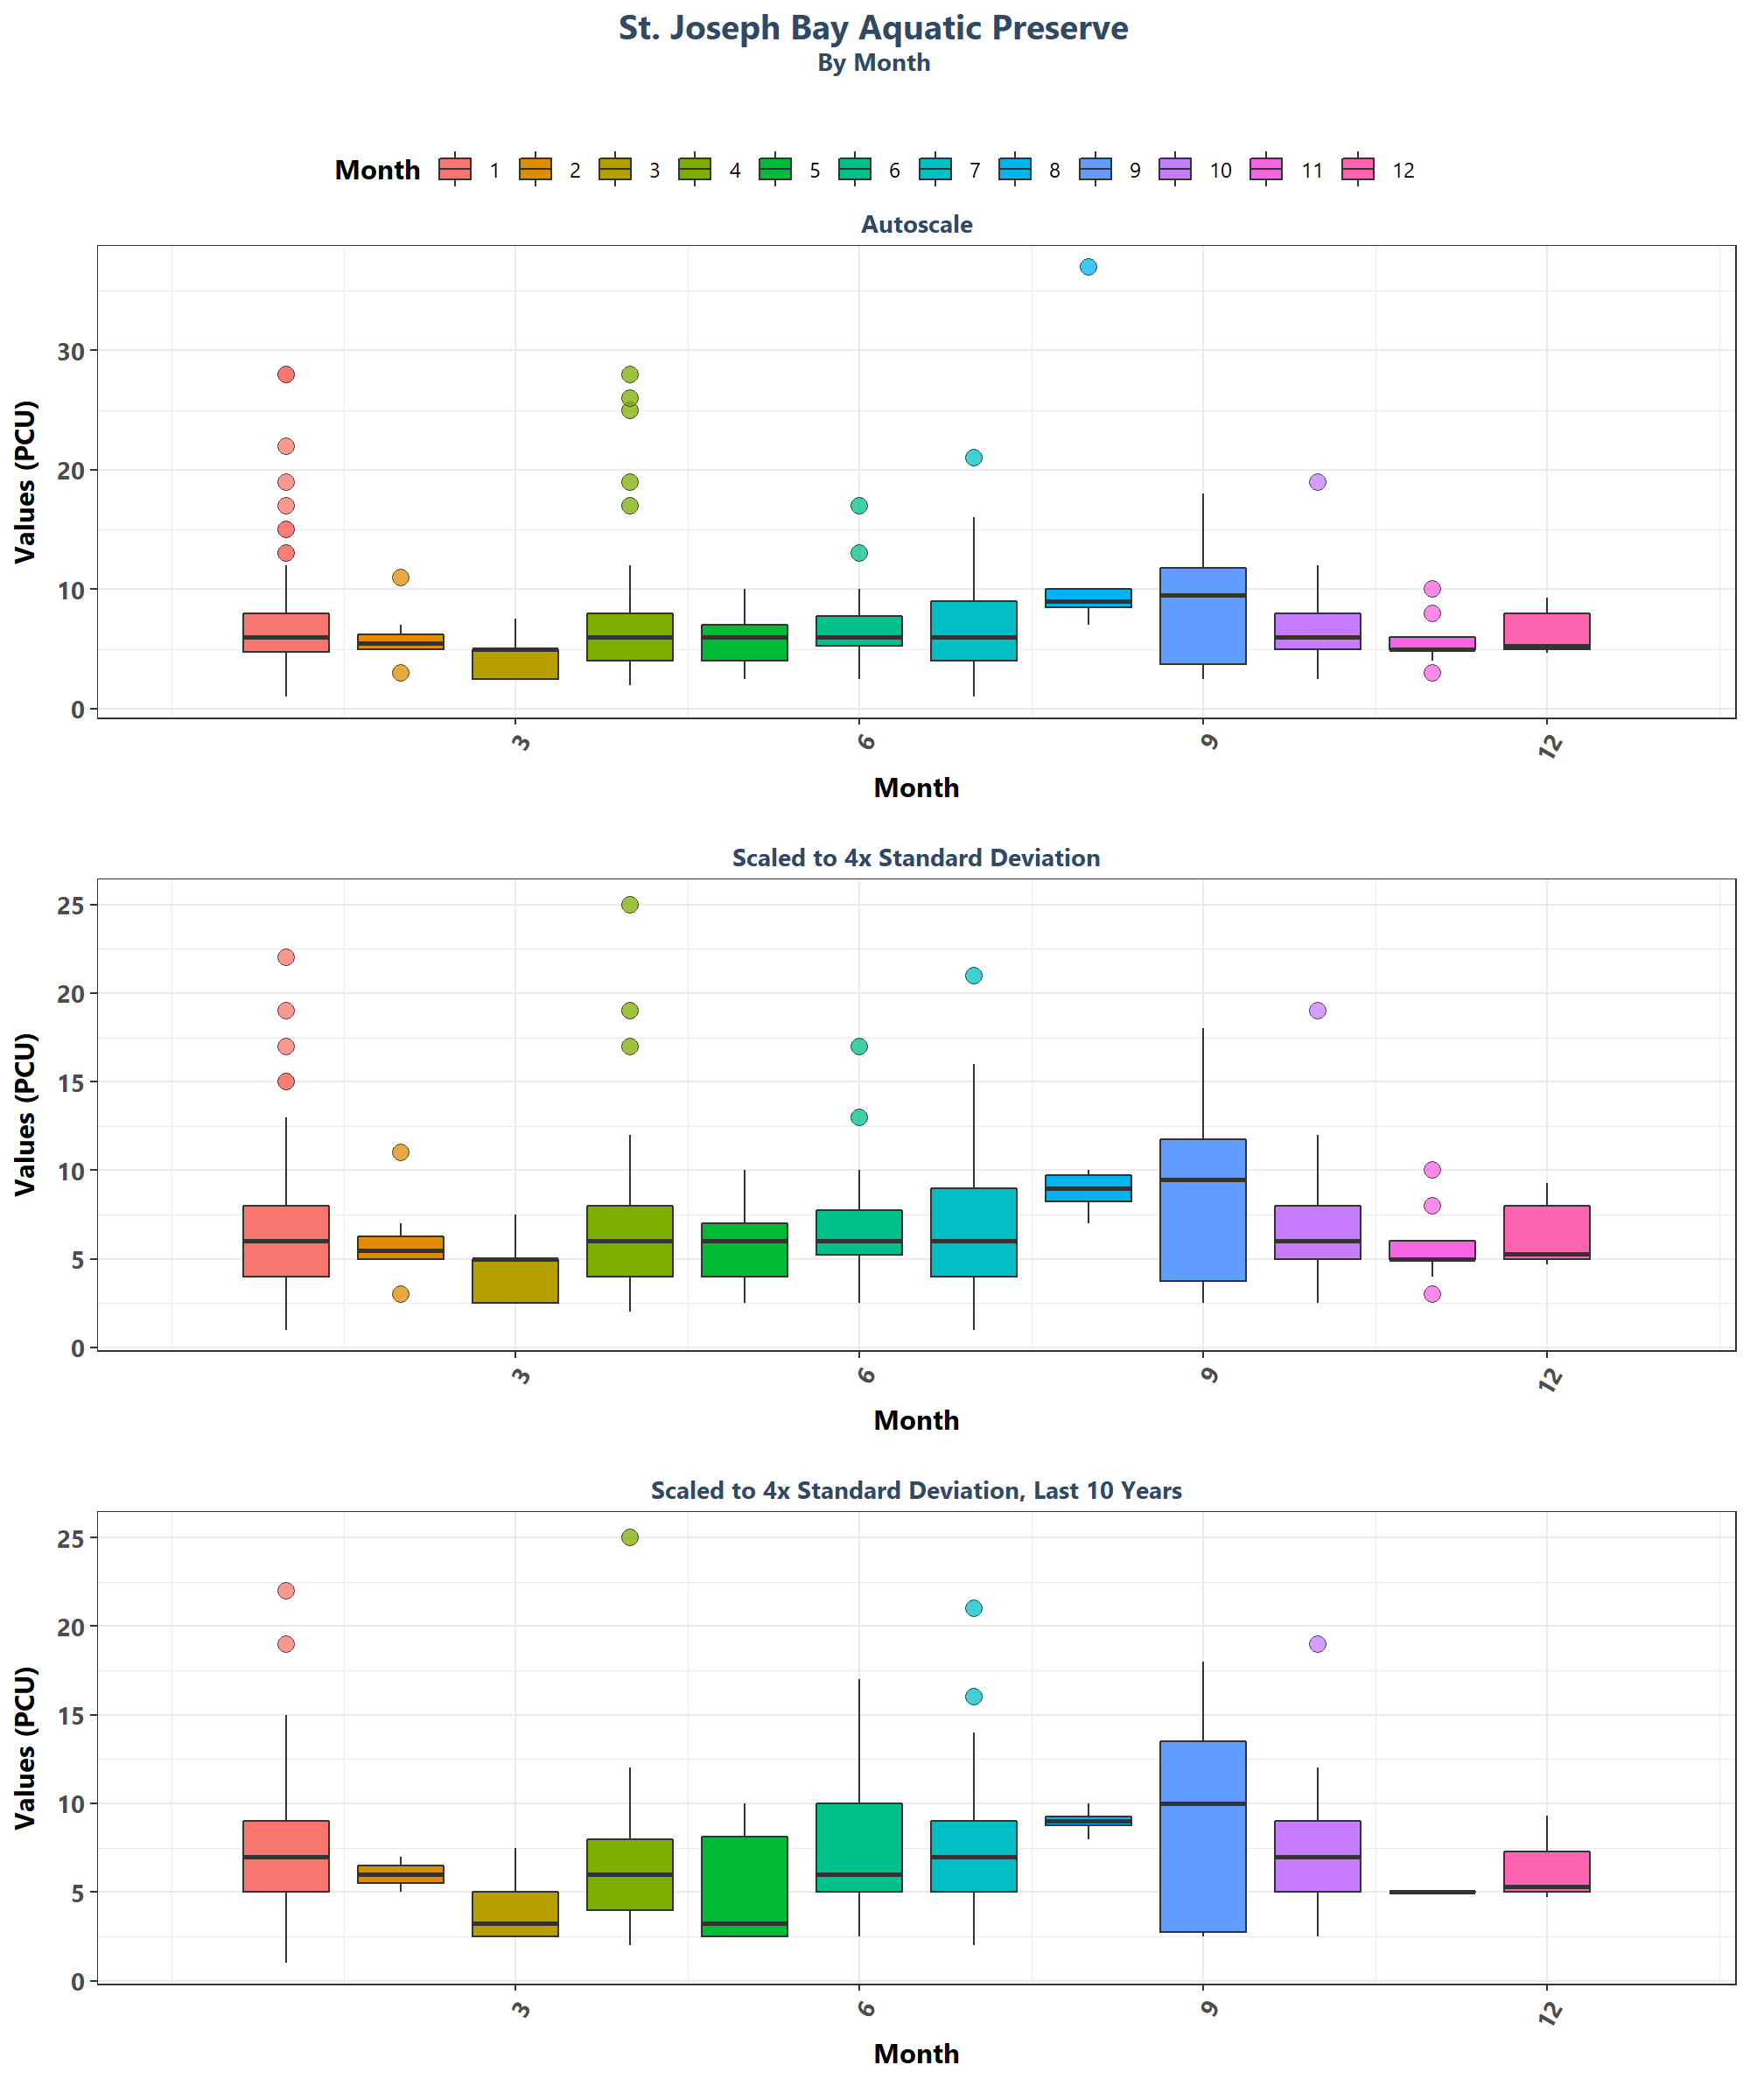 St. Joseph Bay Aquatic Preserve
By Month
Month 1 2 3 4 5 6 7 8 9 10 11 12
Autoscale
Values (PCU)
30
20
10
0
3 6 9 12
Month
Scaled to 4x Standard Deviation
Values (PCU)
25
20
15
10
5
0
3 6 9 12
Month
Scaled to 4x Standard Deviation, Last 10 Years
Values (PCU)
25
20
15
10
5
0
3 6 9 12
Month